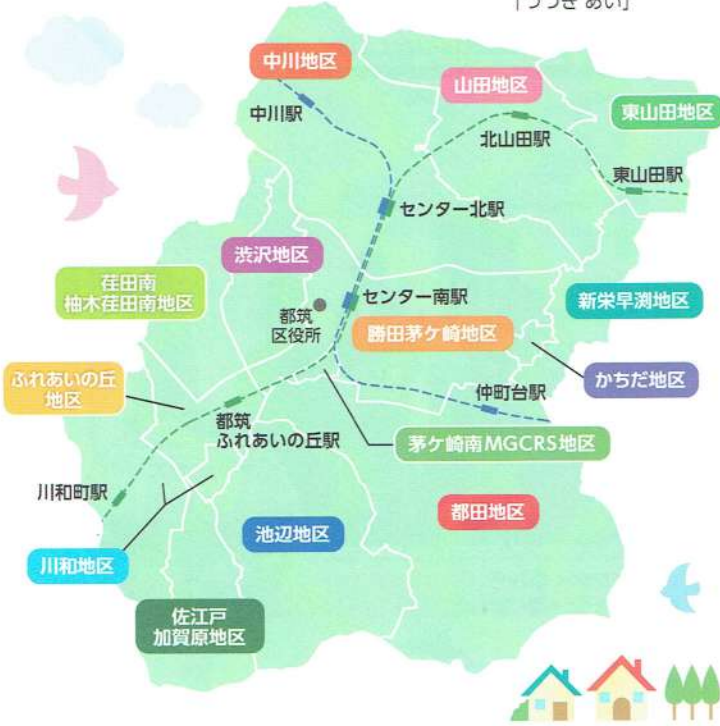 「つづき あい」
中川地区
山田地区
東山田地区
中川駅
北山田駅
東山田駅
センター北駅
渋沢地区
荏田南
柚木荏田南地区
センター南駅
新栄早渕地区
都筑
区役所
勝田茅ケ崎地区
かちだ地区
ふれあいの丘
地区
仲町台駅
都筑
ふれあいの丘駅
茅ケ崎南MGCRS地区
川和町駅
都田地区
池辺地区
川和地区
佐江戸
加賀原地区